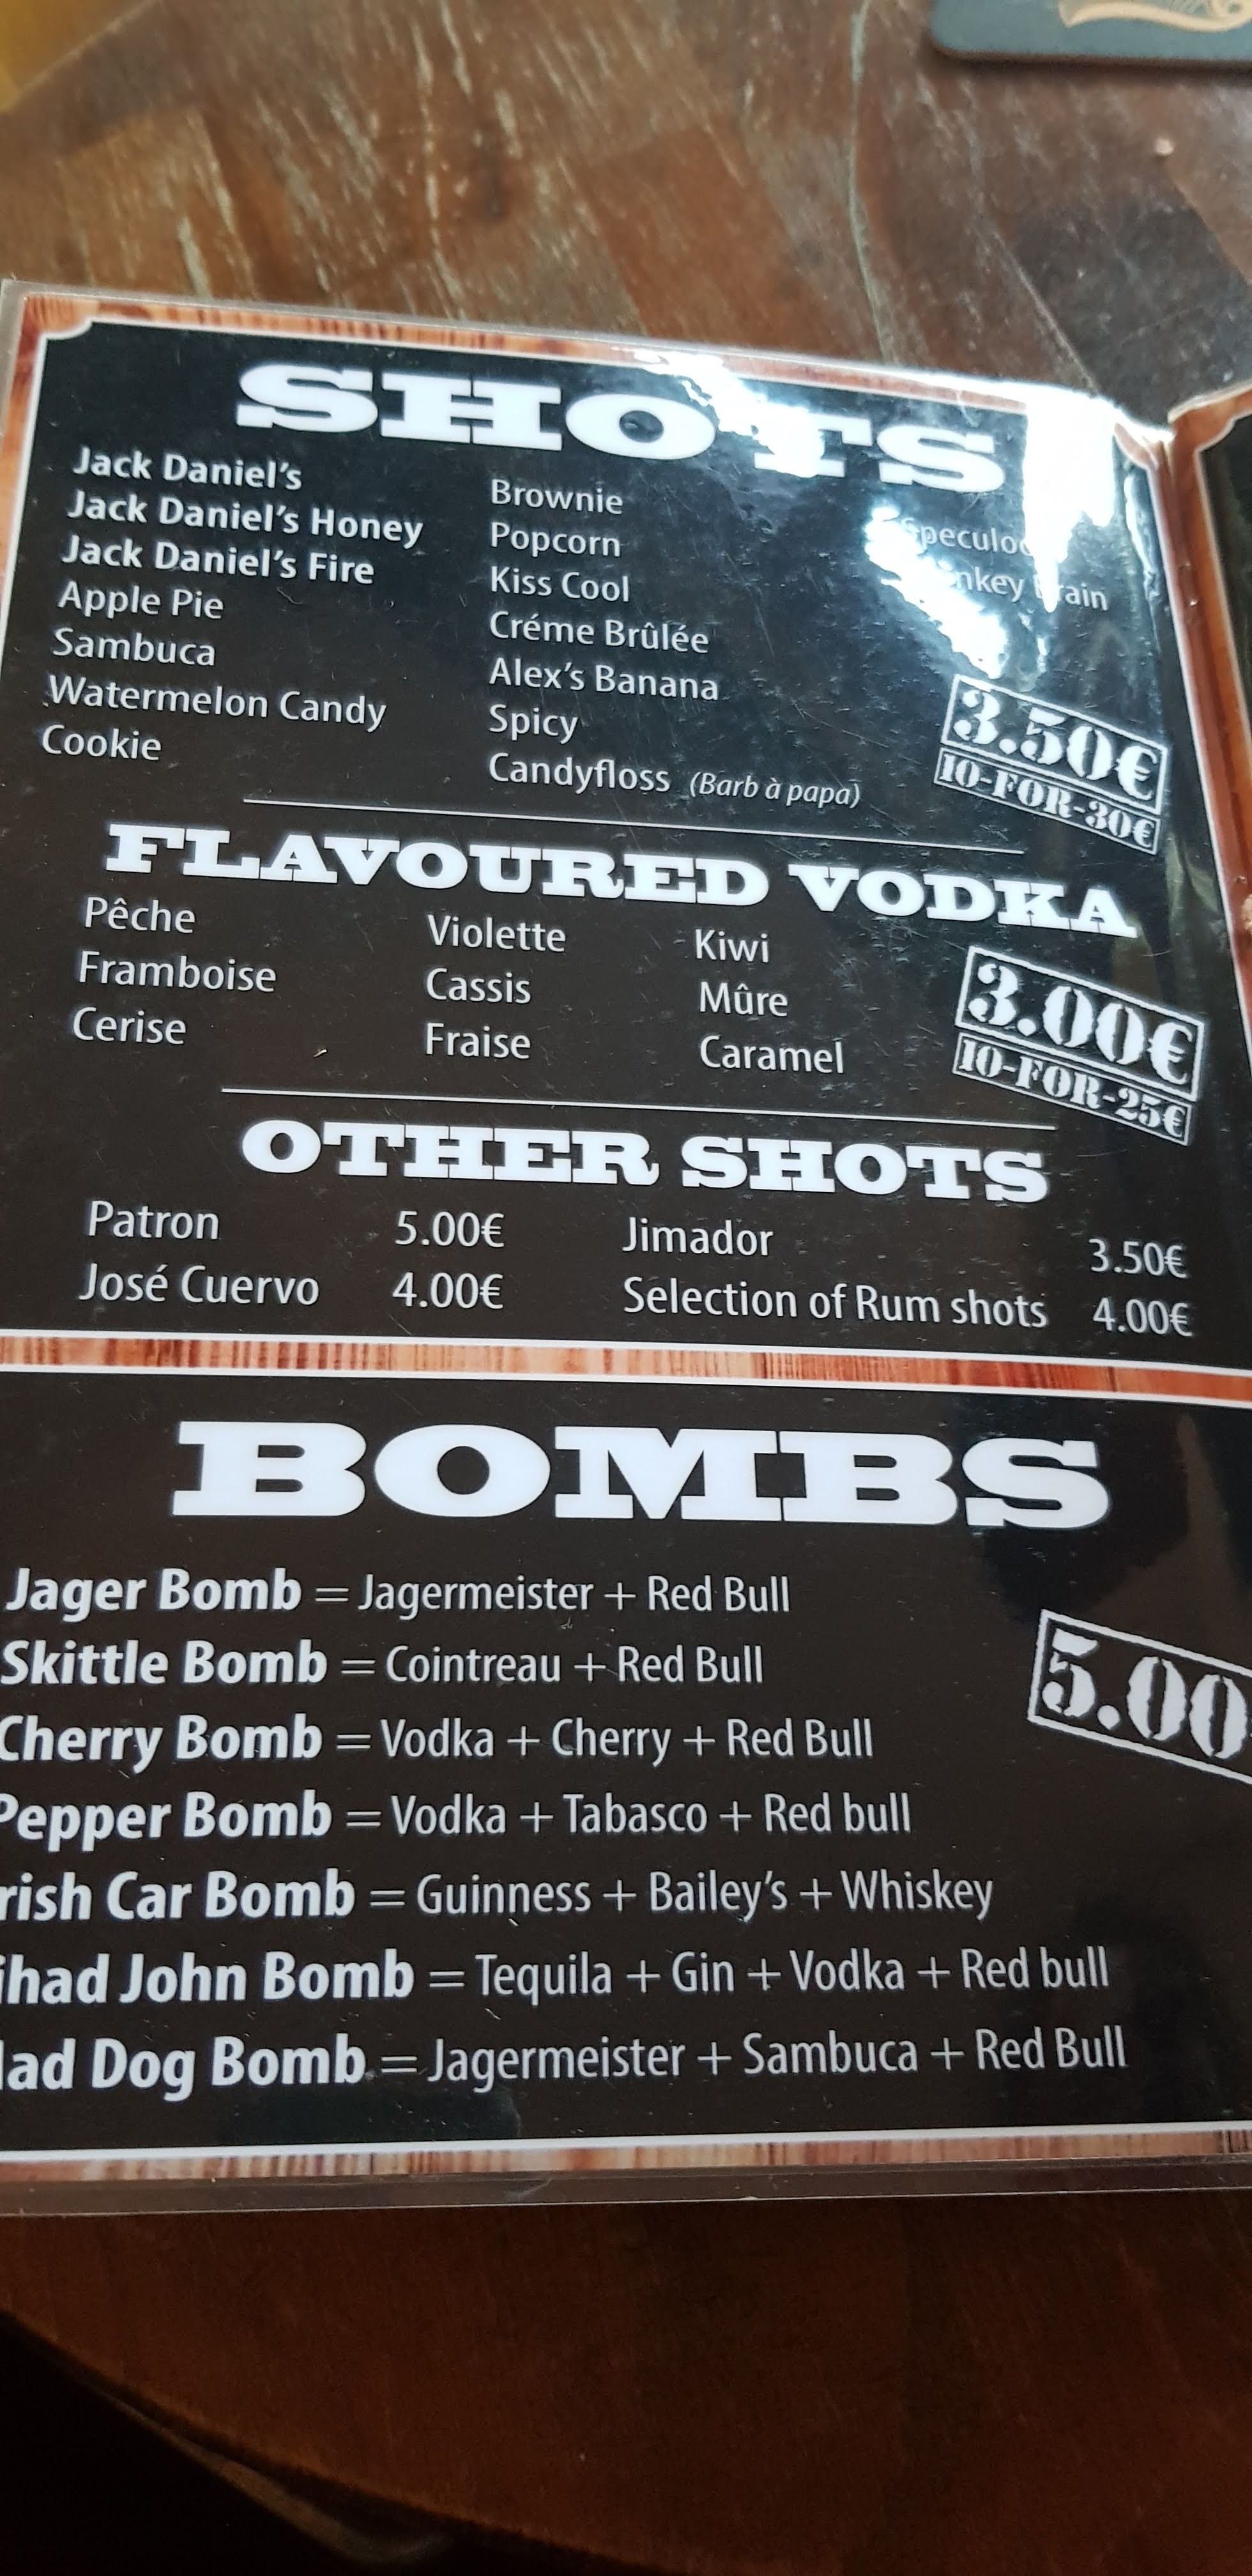 SHOTS
Jack Daniel's
Jack Daniel's Honey
Jack Daniel's Fire
Apple Pie
Sambuca
Watermelon Candy
Cookie
Brownie
Popcorn
Kiss Cool
Créme Brûlée
Alex's Banana
Spicy
Candyfloss (Barb à papa)
3.50€
10-FOR-30€
FLAVOURED VODKA
Pêche
Framboise
Cerise
Violette
Cassis
Fraise
Kiwi
Mûre
Caramel
3.00€
10-FOR-25€
OTHER SHOTS
Patron 5.00€ Jimador 3.50€
José Cuervo 4.00€ Selection of Rum shots 4.00€
BOMBS
Jager Bomb = Jagermeister + Red Bull
Skittle Bomb = Cointreau + Red Bull
Cherry Bomb = Vodka + Cherry + Red Bull
Pepper Bomb = Vodka + Tabasco + Red bull
rish Car Bomb = Guinness + Bailey's + Whiskey
ihad John Bomb = Tequila + Gin + Vodka + Red bull
ad Dog Bomb = Jagermeister + Sambuca + Red Bull
5.00